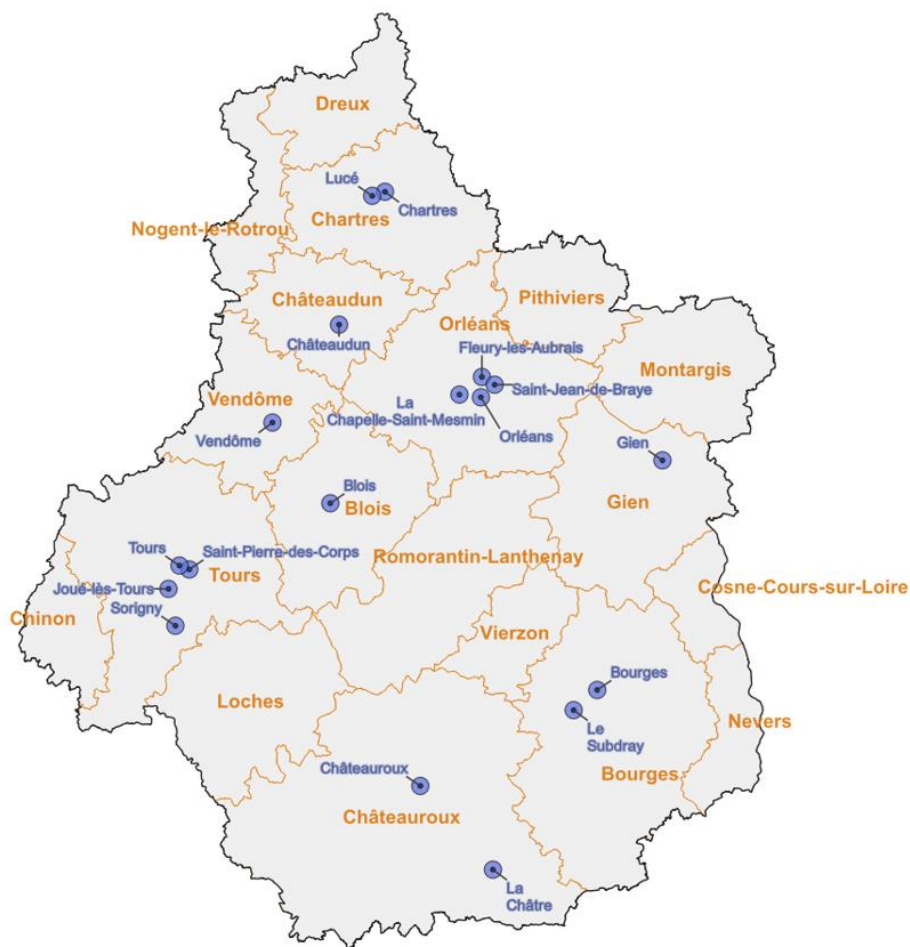 Dreux
Lucé
Chartres
Chartres
Nogent-le-Rotrou
Châteaudun
Châteaudun
Pithiviers
Orléans
Fleury-les-Aubrais
Saint-Jean-de-Braye
La
Chapelle-Saint-Mesmin
Orléans
Montargis
Vendôme
Vendôme
Gien
Gien
Blois
Blois
Romorantin-Lanthenay
Tours
Saint-Pierre-des-Corps
Tours
Joué-lès-Tours
Sorigny
Chinon
Cosne-Cours-sur-Loire
Vierzon
Loches
Bourges
Le
Subdray
Bourges
Nevers
Châteauroux
Châteauroux
La
Châtre